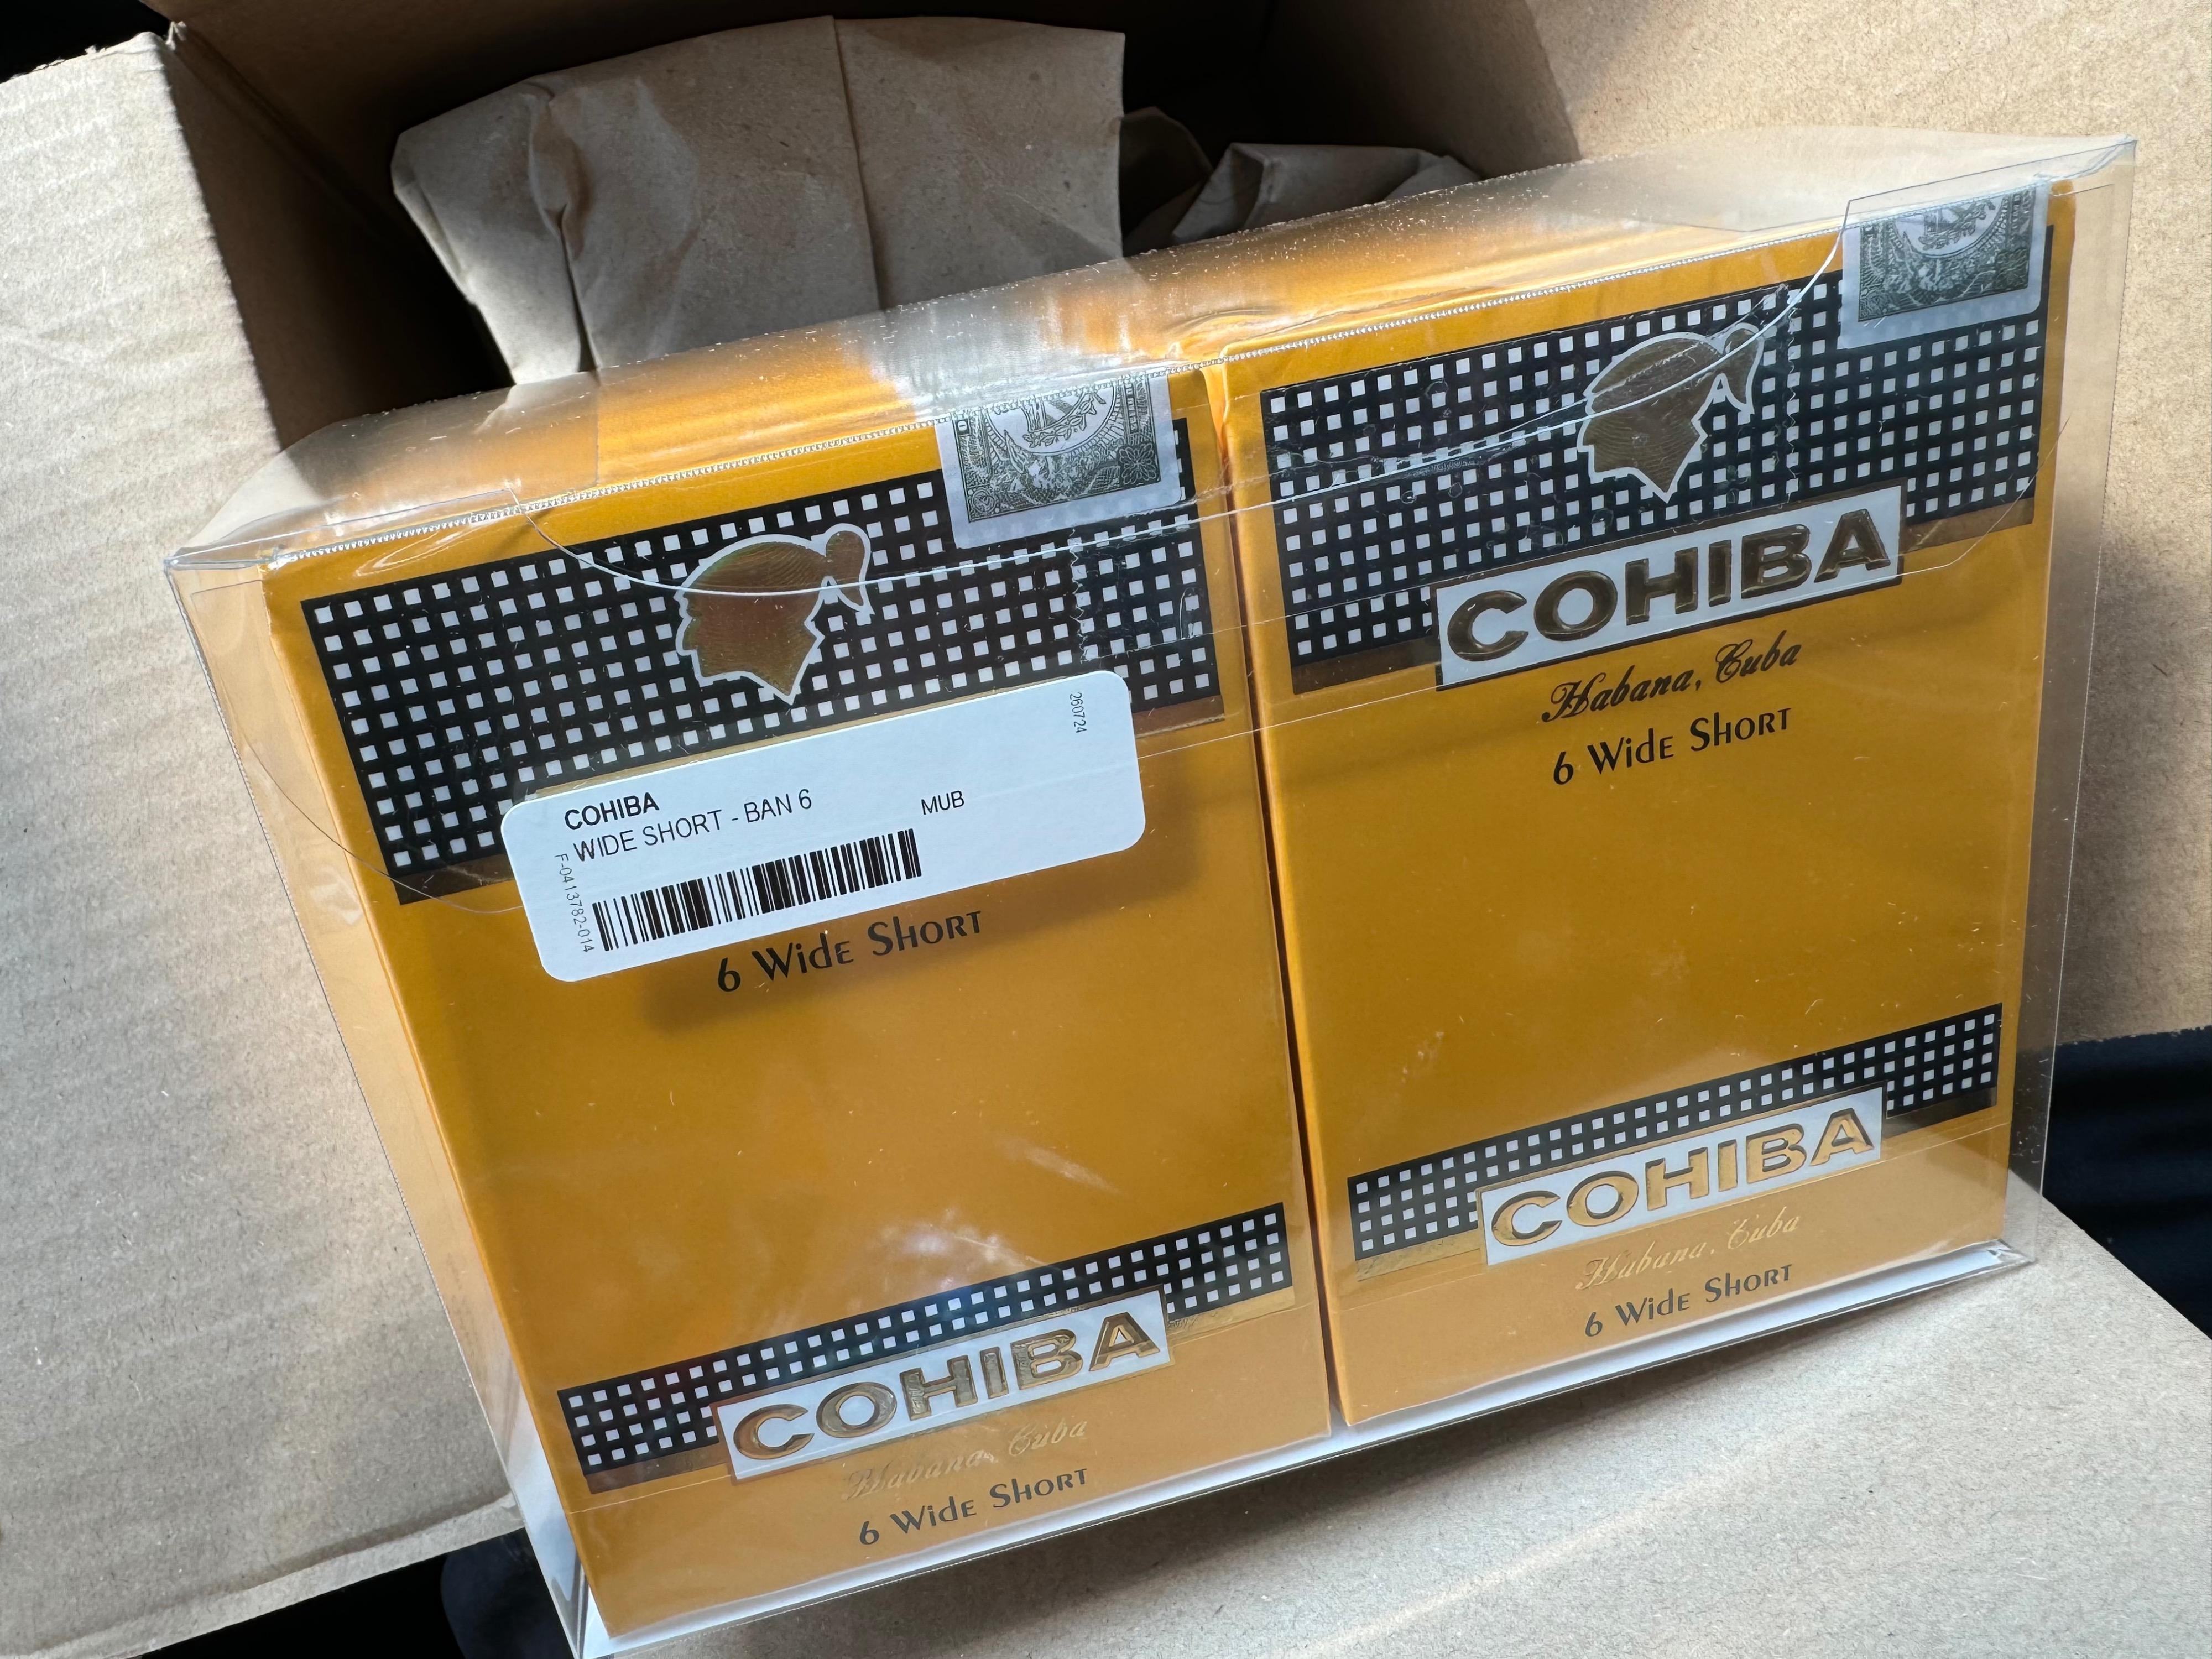 COHIBA
WIDE SHORT - BAN 6
MUB
260724
F-0413782-014
6 Wide Short
COHIBA
Habana, Cuba
6 Wide Short
COHIBA
Habana, Cuba
6 Wide Short
COHIBA
Habana, Cuba
6 Wide Short